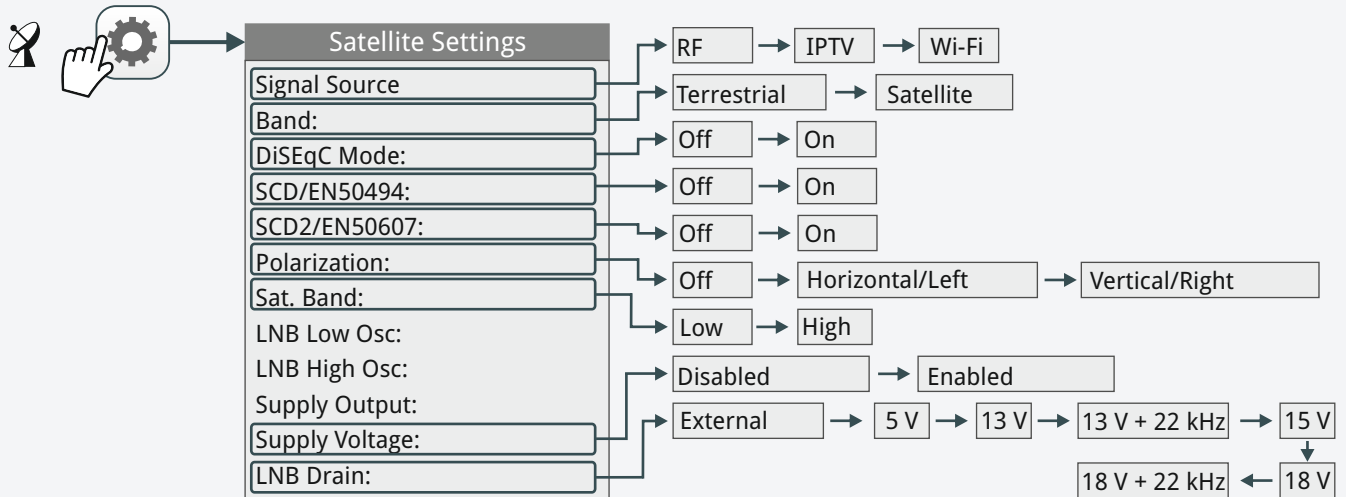 Satellite Settings
Signal Source
Band:
DiSEqC Mode:
SCD/EN50494:
SCD2/EN50607:
Polarization:
Sat. Band:
LNB Low Osc:
LNB High Osc:
Supply Output:
Supply Voltage:
LNB Drain:
RF IPTV Wi-Fi
Terrestrial Satellite
Off On
Off On
Off On
Off Horizontal/Left Vertical/Right
Low High
Disabled Enabled
External 5 V 13 V 13 V + 22 kHz 15 V
18 V + 22 kHz 18 V